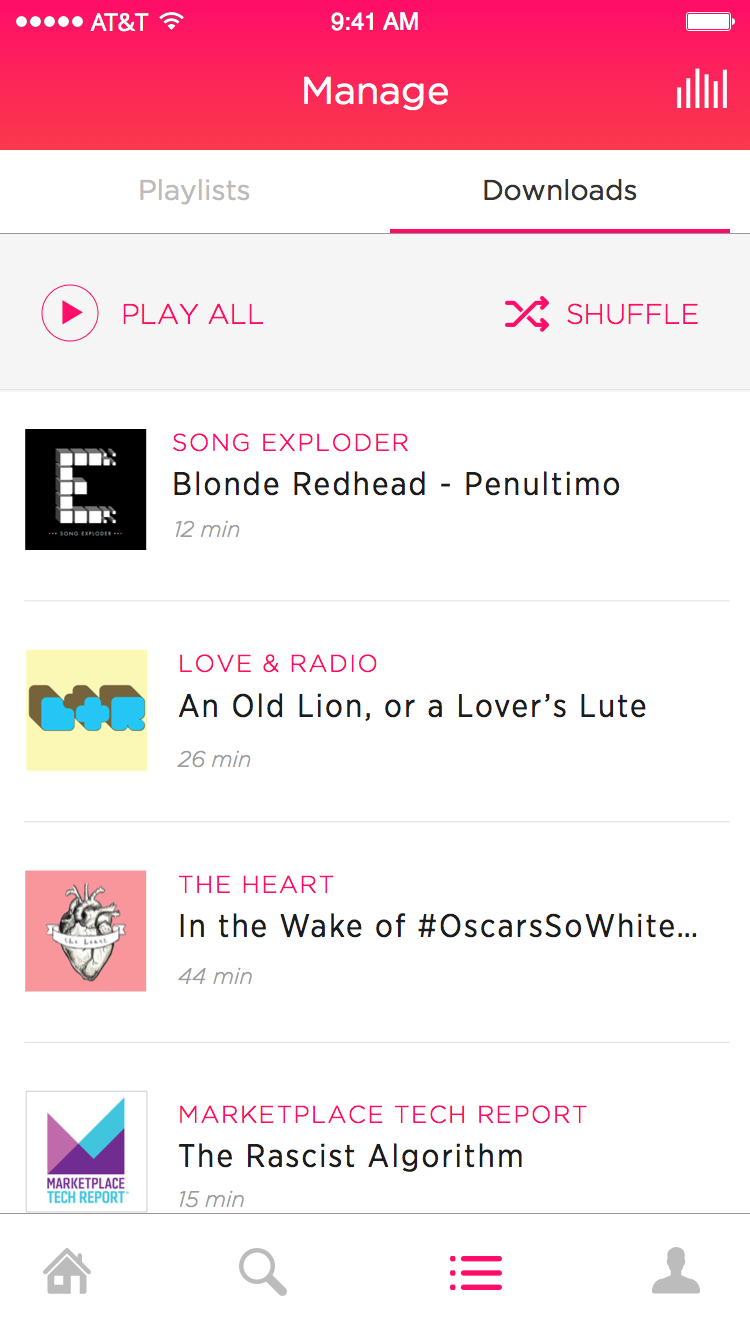 AT&T 9:41 AM
Manage
Playlists Downloads
PLAY ALL SHUFFLE
SONG EXPLODER
Blonde Redhead - Penultimo
12 min
SONG EXPLODER
LOVE & RADIO
An Old Lion, or a Lover’s Lute
26 min
L+R
THE HEART
In the Wake of #OscarsSoWhite...
44 min
the heart
MARKETPLACE TECH REPORT
The Rascist Algorithm
15 min
MARKETPLACE
TECH REPORT